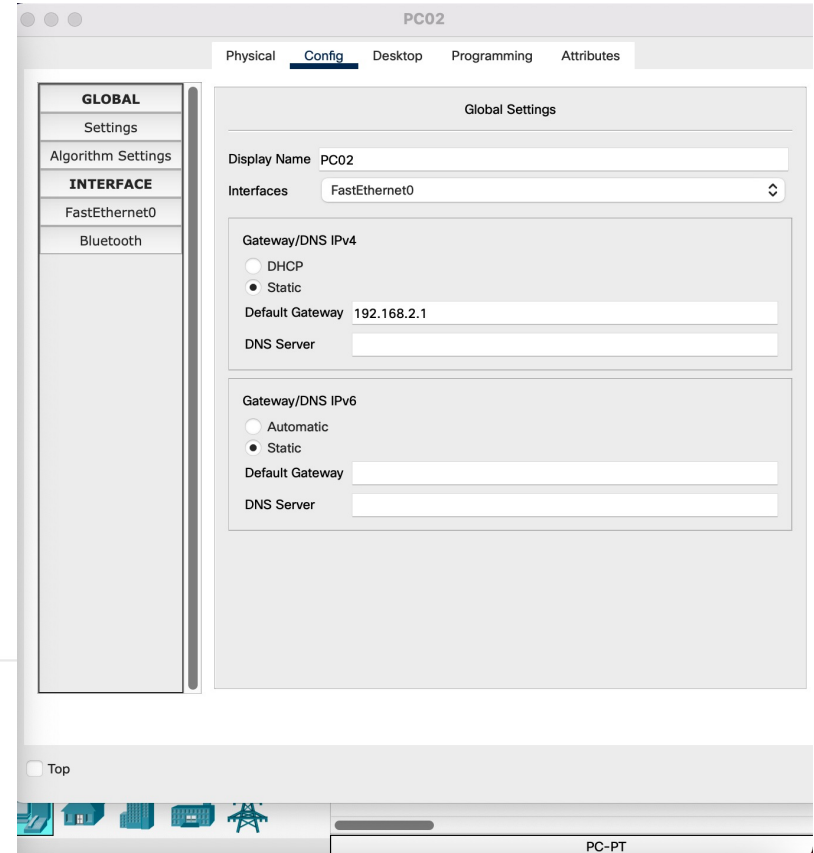 PC02
Physical Config Desktop Programming Attributes
GLOBAL
Settings
Algorithm Settings
INTERFACE
FastEthernet0
Bluetooth
Global Settings
Display Name PC02
Interfaces FastEthernet0
Gateway/DNS IPv4
DHCP
Static
Default Gateway 192.168.2.1
DNS Server
Gateway/DNS IPv6
Automatic
Static
Default Gateway
DNS Server
Top
PC-PT